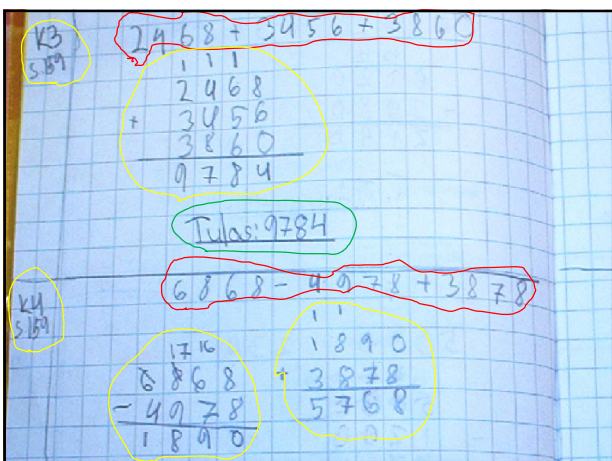 K3
s.159
2468 + 3456 + 3860
1 1 1
2468
+ 3456
3860
9784
Tulos: 9784
K4
s.159
6868 - 4978 + 3878
17 16
6868
- 4978
1890
1 1
1890
+ 3878
5768